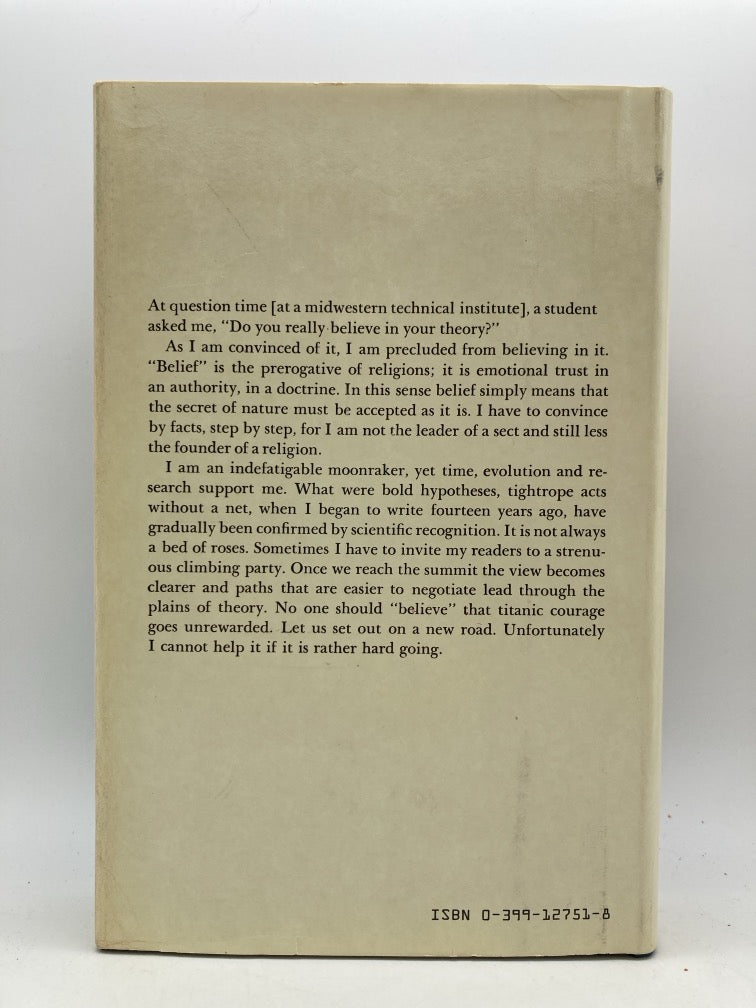 At question time [at a midwestern technical institute], a student
asked me, “Do you really believe in your theory?”
As I am convinced of it, I am precluded from believing in it.
“Belief” is the prerogative of religions; it is emotional trust in
an authority, in a doctrine. In this sense belief simply means that
the secret of nature must be accepted as it is. I have to convince
by facts, step by step, for I am not the leader of a sect and still less
the founder of a religion.
I am an indefatigable moonraker, yet time, evolution and re-
search support me. What were bold hypotheses, tightrope acts
without a net, when I began to write fourteen years ago, have
gradually been confirmed by scientific recognition. It is not always
a bed of roses. Sometimes I have to invite my readers to a strenu-
ous climbing party. Once we reach the summit the view becomes
clearer and paths that are easier to negotiate lead through the
plains of theory. No one should “believe” that titanic courage
goes unrewarded. Let us set out on a new road. Unfortunately
I cannot help it if it is rather hard going.
ISBN 0-399-12751-8